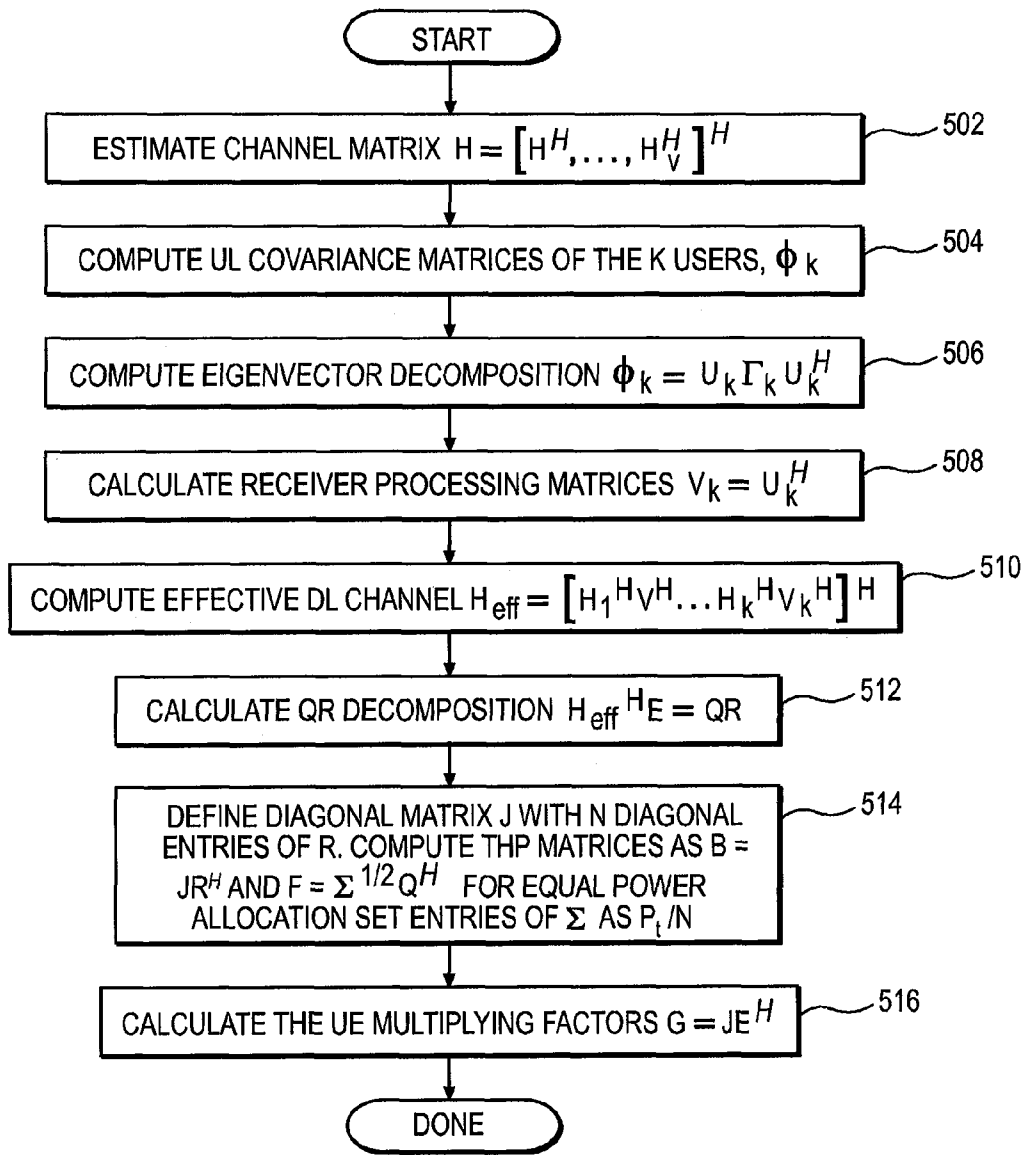 START
ESTIMATE CHANNEL MATRIX H = [H^H, ..., H_V^H]^H
502
COMPUTE UL COVARIANCE MATRICES OF THE K USERS, ϕ_k
504
COMPUTE EIGENVECTOR DECOMPOSITION ϕ_k = U_k Γ_k U_k^H
506
CALCULATE RECEIVER PROCESSING MATRICES V_k = U_k^H
508
COMPUTE EFFECTIVE DL CHANNEL H_eff = [H_1^H V^H ... H_k^H V_k^H]^H
510
CALCULATE QR DECOMPOSITION H_eff^H E = QR
512
DEFINE DIAGONAL MATRIX J WITH N DIAGONAL
ENTRIES OF R. COMPUTE THP MATRICES AS B =
JR^H AND F = Σ^1/2 Q^H FOR EQUAL POWER
ALLOCATION SET ENTRIES OF Σ AS P_t/N
514
CALCULATE THE UE MULTIPLYING FACTORS G = JE^H
516
DONE